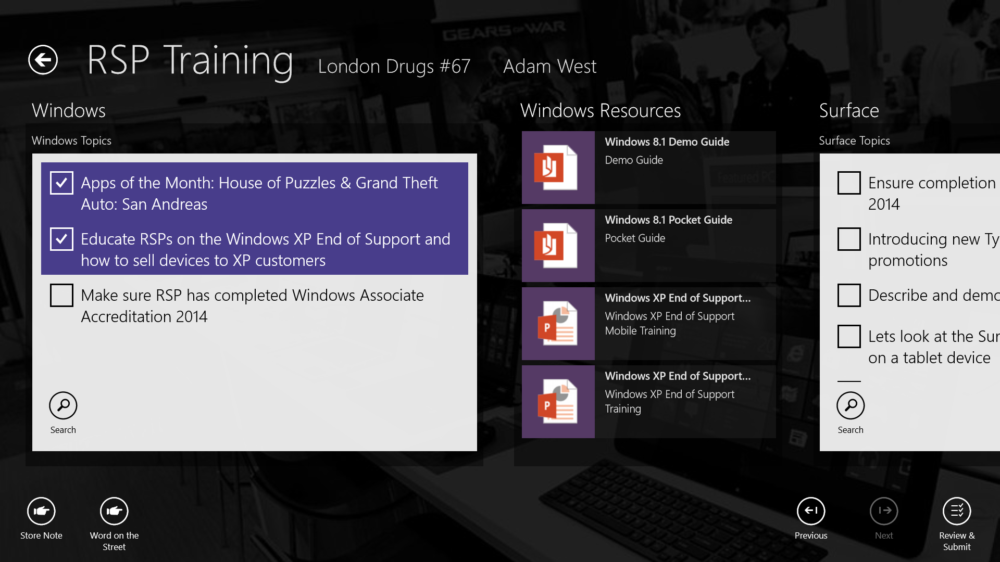 GEARS OF WAR
RSP Training
London Drugs #67
Adam West
Windows
Windows Topics
Apps of the Month: House of Puzzles & Grand Theft
Auto: San Andreas
Educate RSPs on the Windows XP End of Support and
how to sell devices to XP customers
Make sure RSP has completed Windows Associate
Accreditation 2014
Search
Windows Resources
Windows 8.1 Demo Guide
Demo Guide
Windows 8.1 Pocket Guide
Pocket Guide
P
Windows XP End of Support...
Windows XP End of Support
Mobile Training
P
Windows XP End of Support...
Windows XP End of Support
Training
Featured PC
Surface
Surface Topics
Ensure completion
2014
Introducing new Ty
promotions
Describe and demo
Lets look at the Sur
on a tablet device
Search
Store Note
Word on the
Street
Previous
Next
Review &
Submit